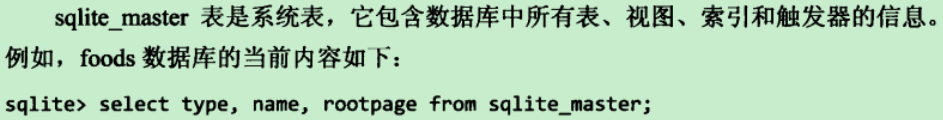 sqlite_master 表是系统表，它包含数据库中所有表、视图、索引和触发器的信息。
例如，foods 数据库的当前内容如下：
sqlite> select type, name, rootpage from sqlite_master;